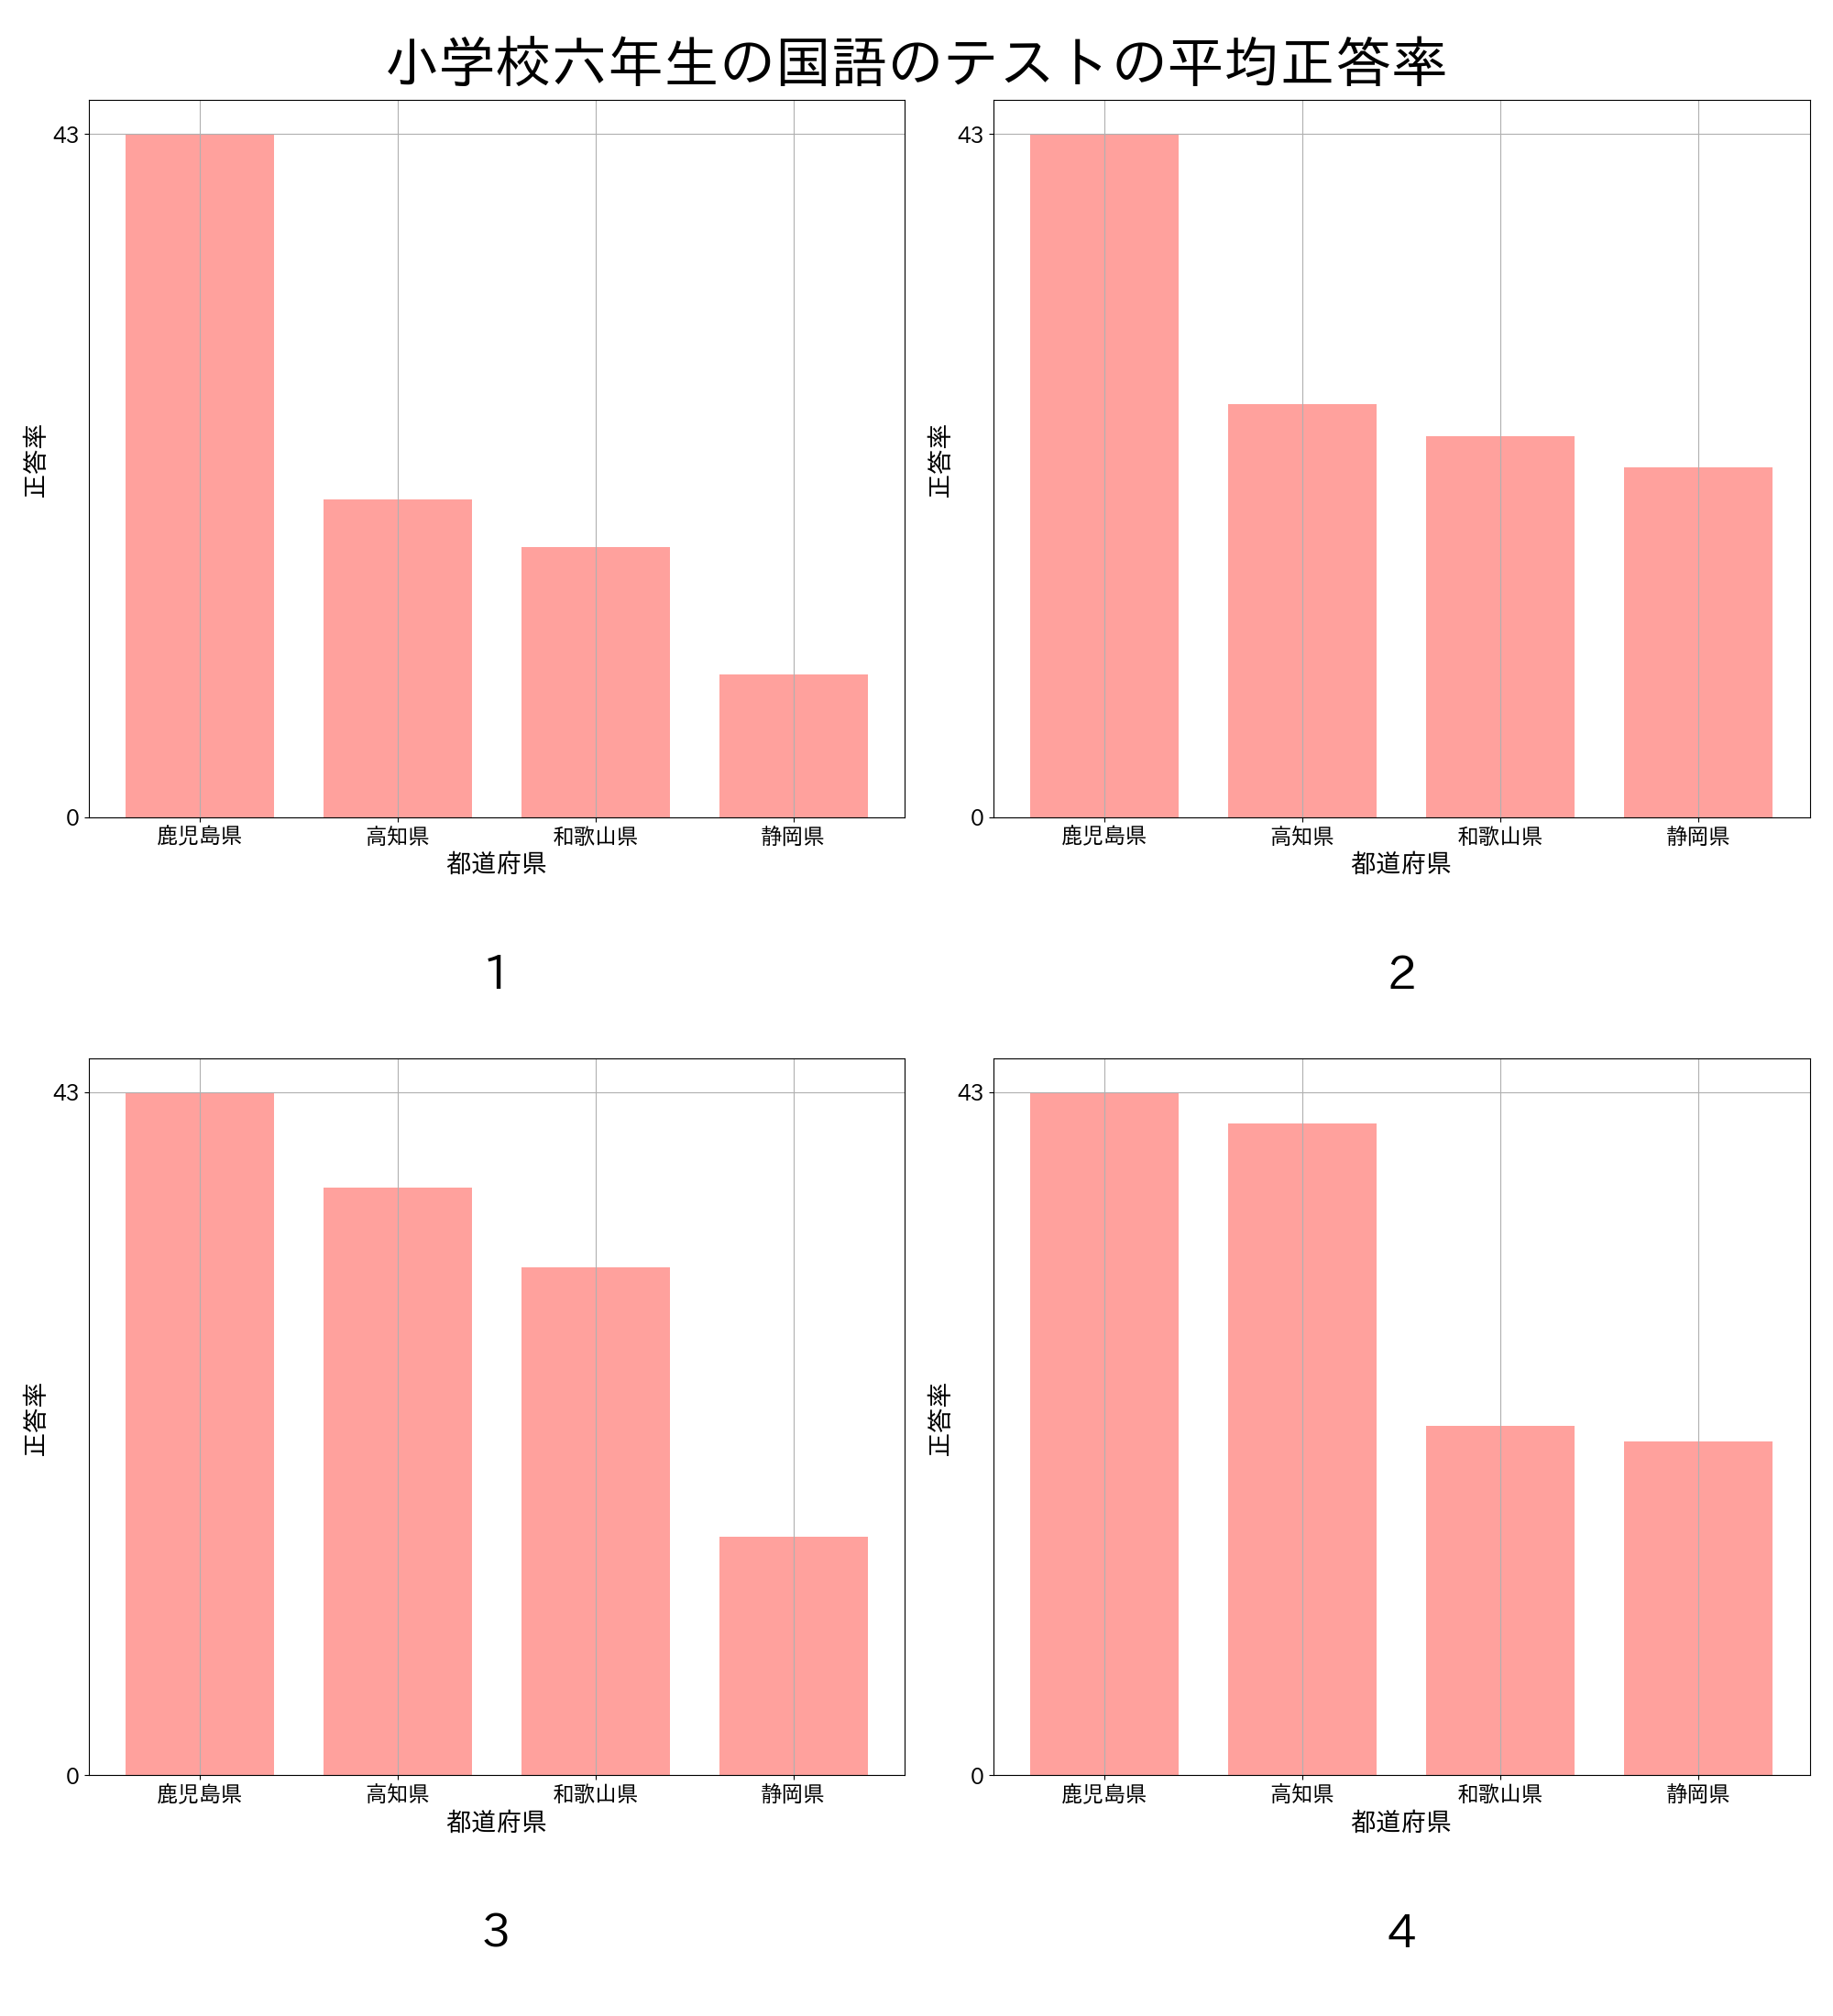 小学校六年生の国語のテストの平均正答率
43
0
正答率
鹿児島県 高知県 和歌山県 静岡県
都道府県
1
43
0
正答率
鹿児島県 高知県 和歌山県 静岡県
都道府県
2
43
0
正答率
鹿児島県 高知県 和歌山県 静岡県
都道府県
3
43
0
正答率
鹿児島県 高知県 和歌山県 静岡県
都道府県
4